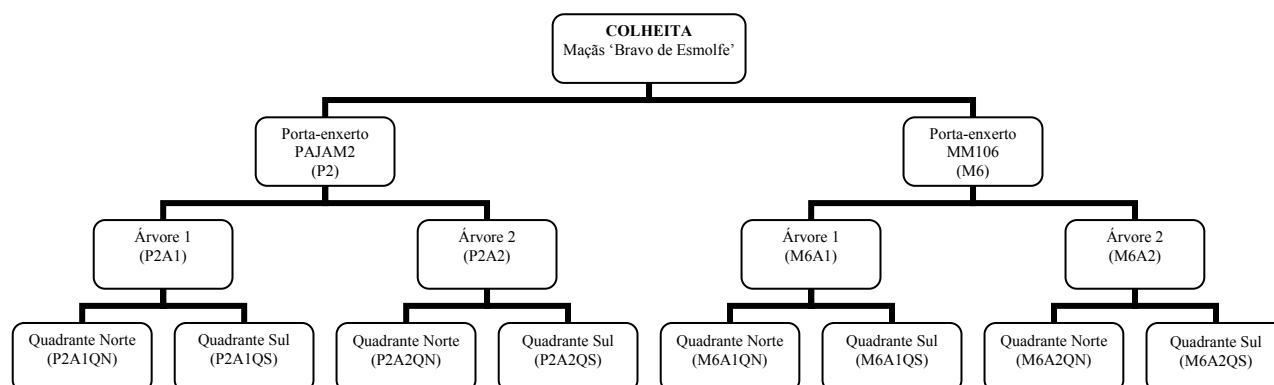 COLHEITA
Maçãs ‘Bravo de Esmolfe’
Porta-enxerto
PAJAM2
(P2)
Porta-enxerto
MM106
(M6)
Árvore 1
(P2A1)
Árvore 2
(P2A2)
Árvore 1
(M6A1)
Árvore 2
(M6A2)
Quadrante Norte
(P2A1QN)
Quadrante Sul
(P2A1QS)
Quadrante Norte
(P2A2QN)
Quadrante Sul
(P2A2QS)
Quadrante Norte
(M6A1QN)
Quadrante Sul
(M6A1QS)
Quadrante Norte
(M6A2QN)
Quadrante Sul
(M6A2QS)